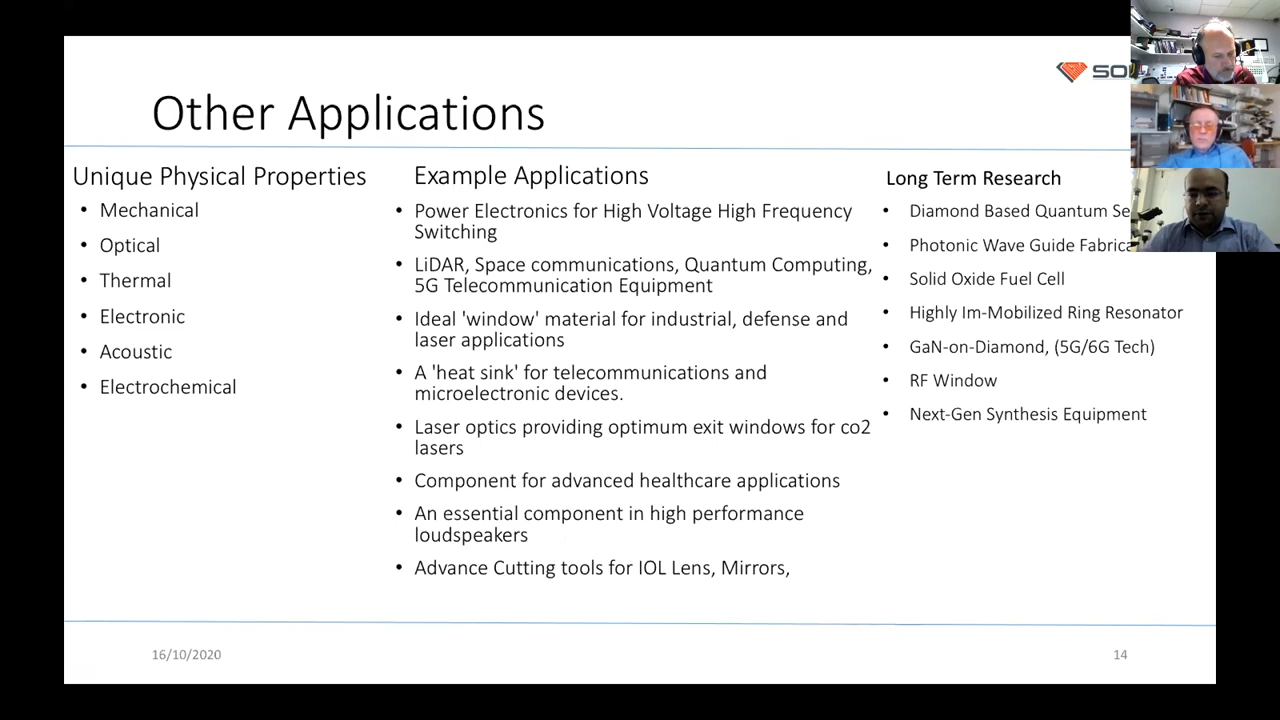 Other Applications
Unique Physical Properties
• Mechanical
• Optical
• Thermal
• Electronic
• Acoustic
• Electrochemical
Example Applications
• Power Electronics for High Voltage High Frequency
Switching
• LiDAR, Space communications, Quantum Computing,
5G Telecommunication Equipment
• Ideal 'window' material for industrial, defense and
laser applications
• A 'heat sink' for telecommunications and
microelectronic devices.
• Laser optics providing optimum exit windows for co2
lasers
• Component for advanced healthcare applications
• An essential component in high performance
loudspeakers
• Advance Cutting tools for IOL Lens, Mirrors,
Long Term Research
• Diamond Based Quantum
• Photonic Wave Guide
• Solid Oxide Fuel Cell
• Highly Im-Mobilized Ring Resonator
• GaN-on-Diamond, (5G/6G Tech)
• RF Window
• Next-Gen Synthesis Equipment
16/10/2020
14